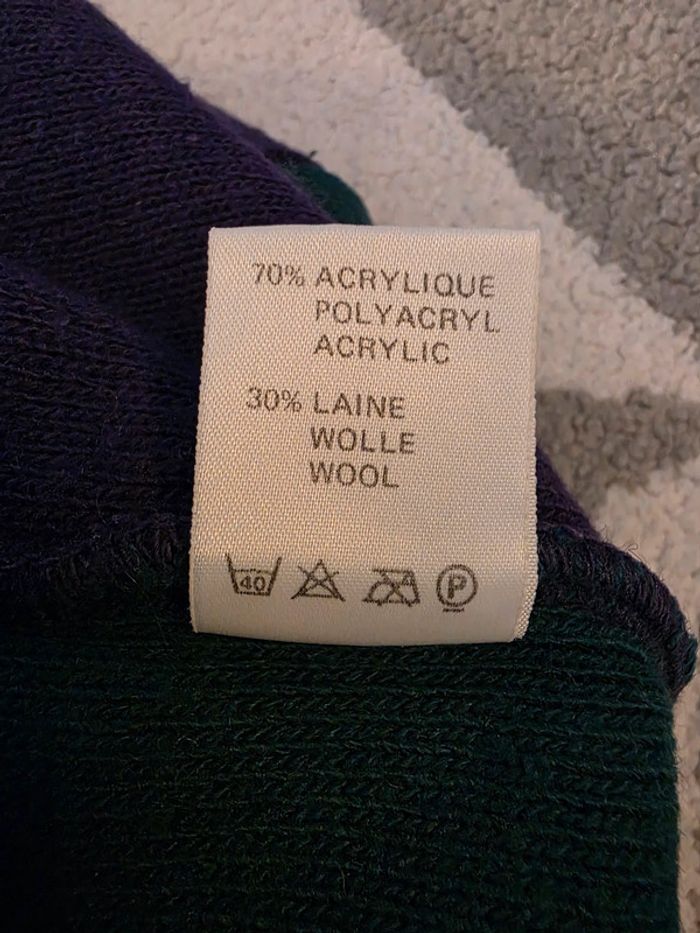 70% ACRYLIQUE
POLYACRYL
ACRYLIC
30% LAINE
WOLLE
WOOL
40 P